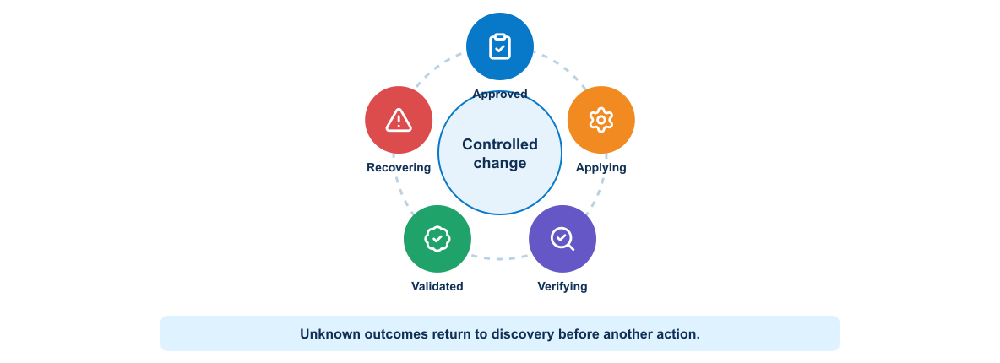 Approved
Controlled
change
Recovering
Applying
Validated
Verifying
Unknown outcomes return to discovery before another action.